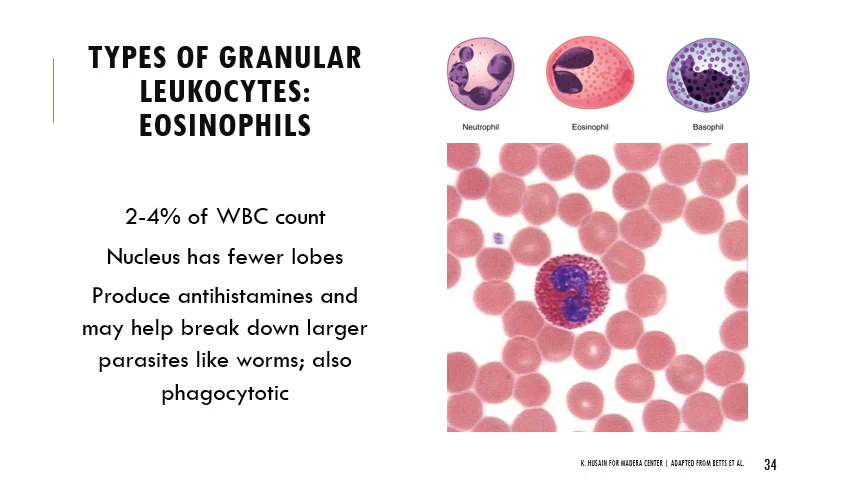 TYPES OF GRANULAR
LEUKOCYTES:
EOSINOPHILS
2-4% of WBC count
Nucleus has fewer lobes
Produce antihistamines and
may help break down larger
parasites like worms; also
phagocytotic
Neutrophil Eosinophil Basophil
K. HUSAIN FOR MADERA CENTER | ADAPTED FROM BETTS ET AL. 34